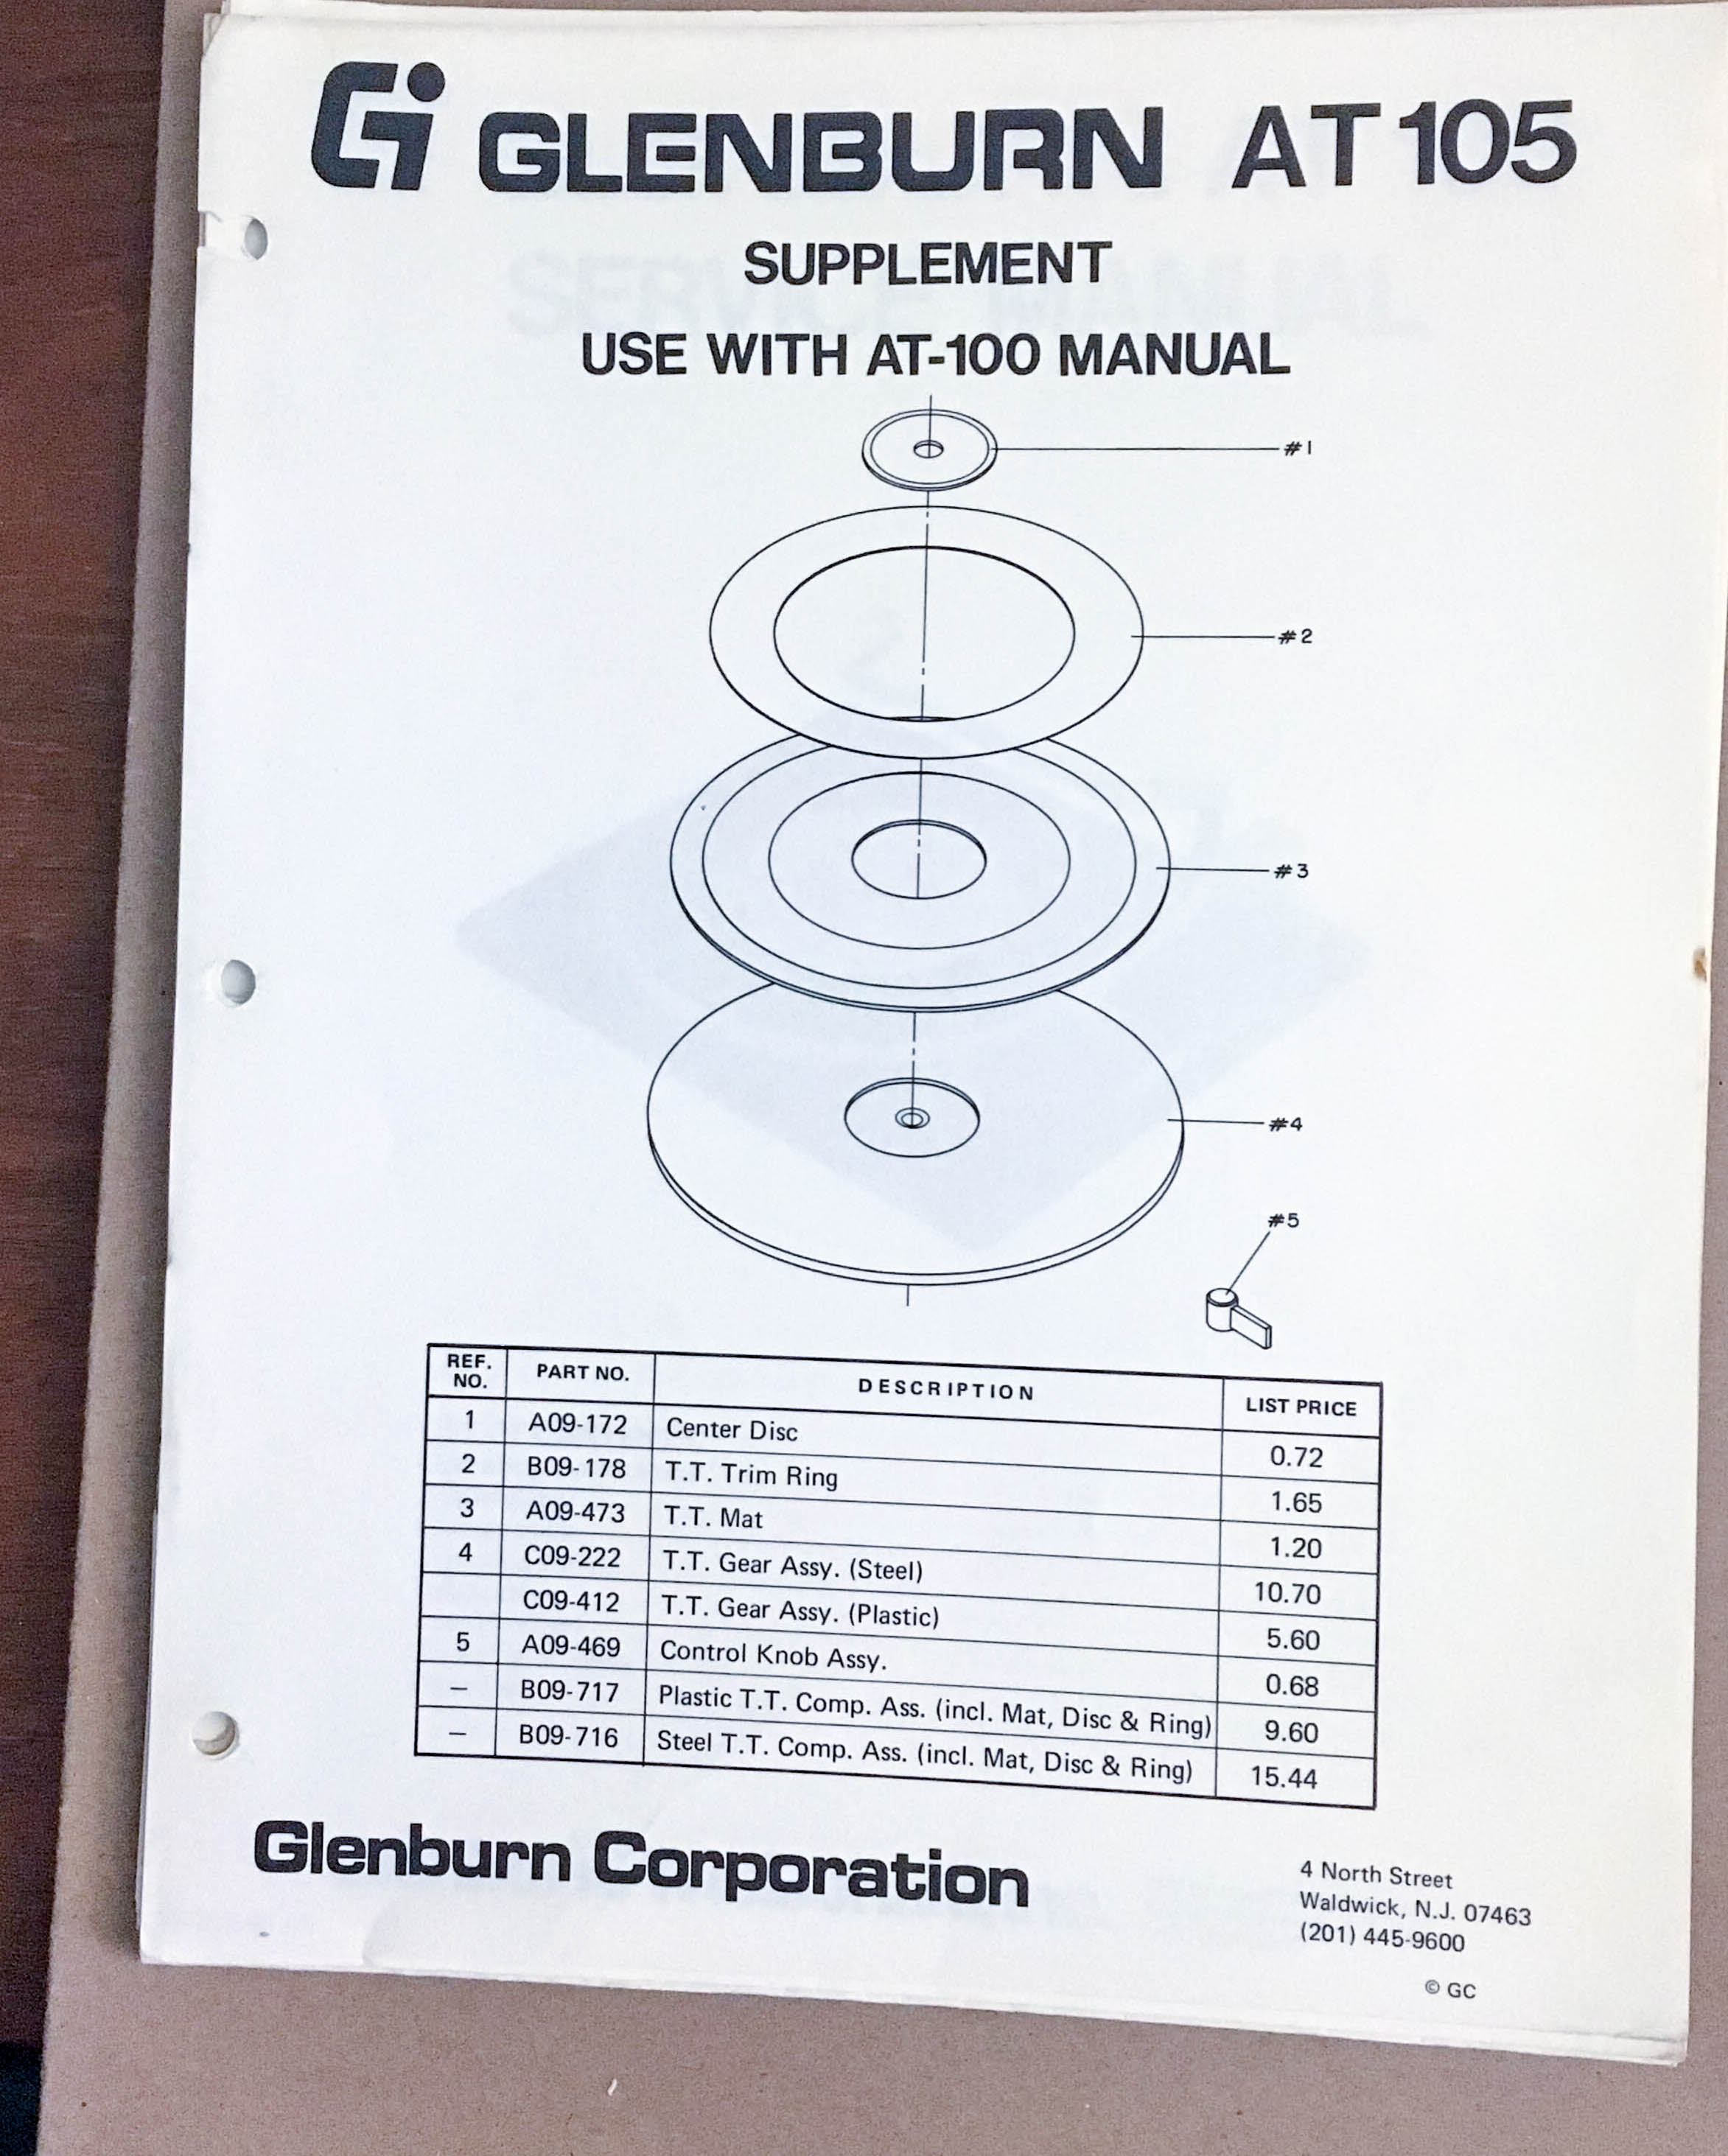 GLENBURN AT 105
SUPPLEMENT
USE WITH AT-100 MANUAL
#1
#2
#3
#4
#5
REF. NO. PART NO. DESCRIPTION LIST PRICE
1 A09-172 Center Disc 0.72
2 B09-178 T.T. Trim Ring 1.65
3 A09-473 T.T. Mat 1.20
4 C09-222 T.T. Gear Assy. (Steel) 10.70
C09-412 T.T. Gear Assy. (Plastic) 5.60
5 A09-469 Control Knob Assy. 0.68
– B09-717 Plastic T.T. Comp. Ass. (incl. Mat, Disc & Ring) 9.60
– B09-716 Steel T.T. Comp. Ass. (incl. Mat, Disc & Ring) 15.44
Glenburn Corporation
4 North Street
Waldwick, N.J. 07463
(201) 445-9600
© GC